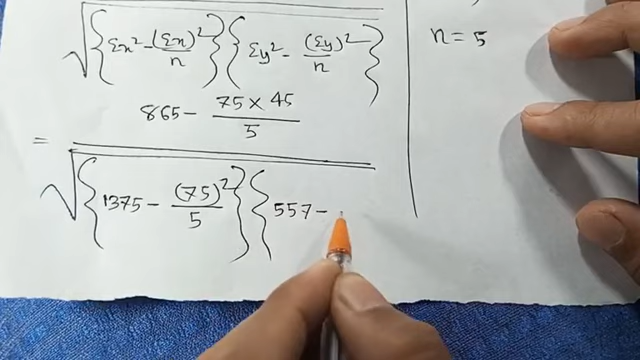 √{Σx² - (Σx)²/n}{Σy² - (Σy)²/n}
n = 5
865 - 75 × 45/5
=
√{1375 - (75)²/5}{557 -